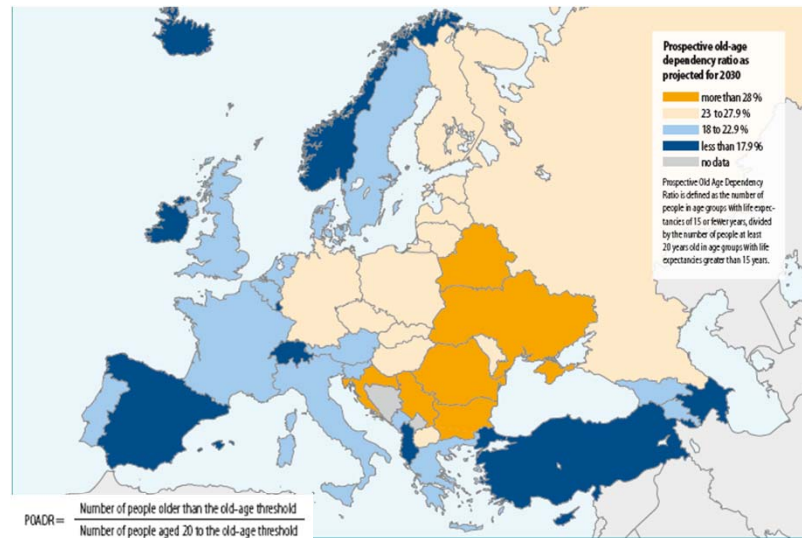 Prospective old-age
dependency ratio as
projected for 2030
more than 28 %
23 to 27.9 %
18 to 22.9 %
less than 17.9 %
no data
Prospective Old Age Dependency
Ratio is defined as the number of
people in age groups with life expec-
tancies of 15 or fewer years, divided
by the number of people at least
20 years old in age groups with life
expectancies greater than 15 years.
POADR = Number of people older than the old-age threshold
Number of people aged 20 to the old-age threshold